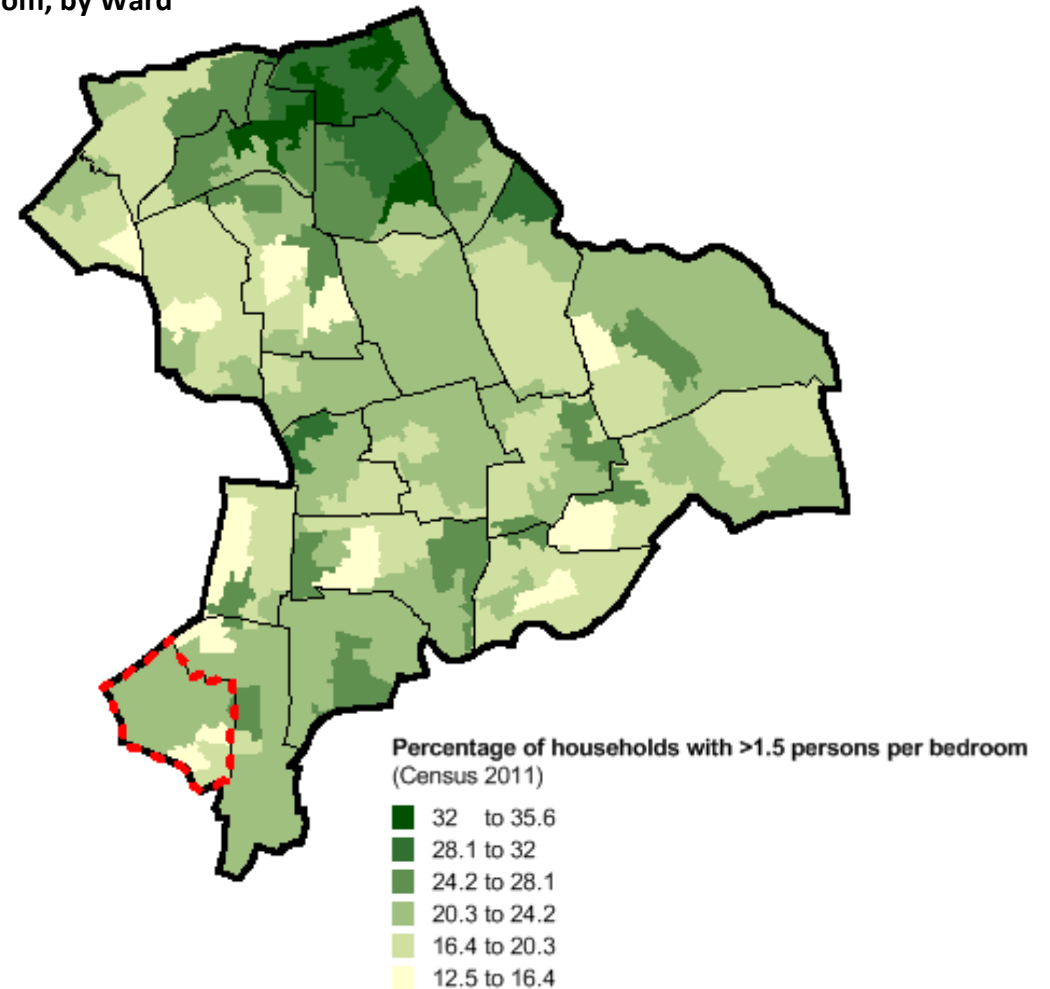 by Ward
Percentage of households with >1.5 persons per bedroom
(Census 2011)
32 to 35.6
28.1 to 32
24.2 to 28.1
20.3 to 24.2
16.4 to 20.3
12.5 to 16.4